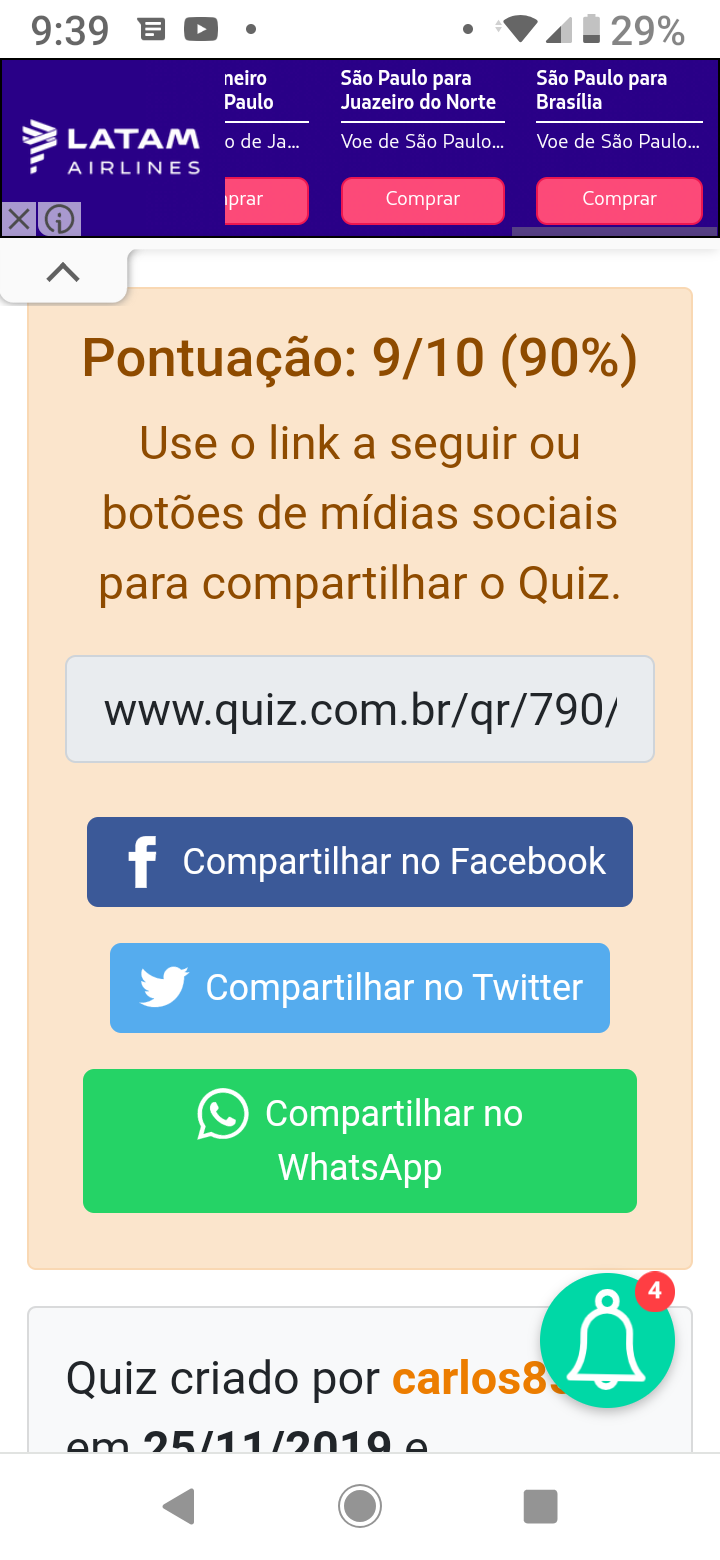 9:39
29%
LATAM
AIRLINES
neiro
Paulo
o de Ja...
prar
São Paulo para
Juazeiro do Norte
Voe de São Paulo...
Comprar
São Paulo para
Brasília
Voe de São Paulo...
Comprar
Pontuação: 9/10 (90%)
Use o link a seguir ou
botões de mídias sociais
para compartilhar o Quiz.
www.quiz.com.br/qr/790/
f Compartilhar no Facebook
Compartilhar no Twitter
Compartilhar no
WhatsApp
4
Quiz criado por carlos8
em 25/11/2019 e